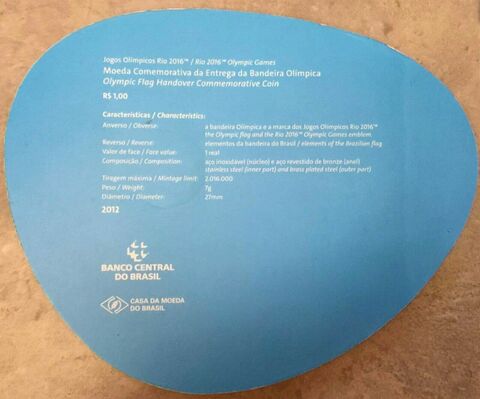 Jogos Olímpicos Rio 2016™ / Rio 2016™ Olympic Games
Moeda Comemorativa da Entrega da Bandeira Olímpica
Olympic Flag Handover Commemorative Coin
R$ 1,00
Características / Characteristics:
Anverso / Obverse: a bandeira Olímpica e a marca dos Jogos Olímpicos Rio 2016™
the Olympic flag and the Rio 2016™ Olympic Games emblem
Reverso / Reverse: elementos da bandeira do Brasil / elements of the Brazilian flag
Valor de face / Face value: 1 real
Composição / Composition: aço inoxidável (núcleo) e aço revestido de bronze (anel)
stainless steel (inner part) and brass plated steel (outer part)
Tiragem máxima / Mintage limit: 2.016.000
Peso / Weight: 7g
Diâmetro / Diameter: 27mm
2012
BANCO CENTRAL
DO BRASIL
CASA DA MOEDA
DO BRASIL